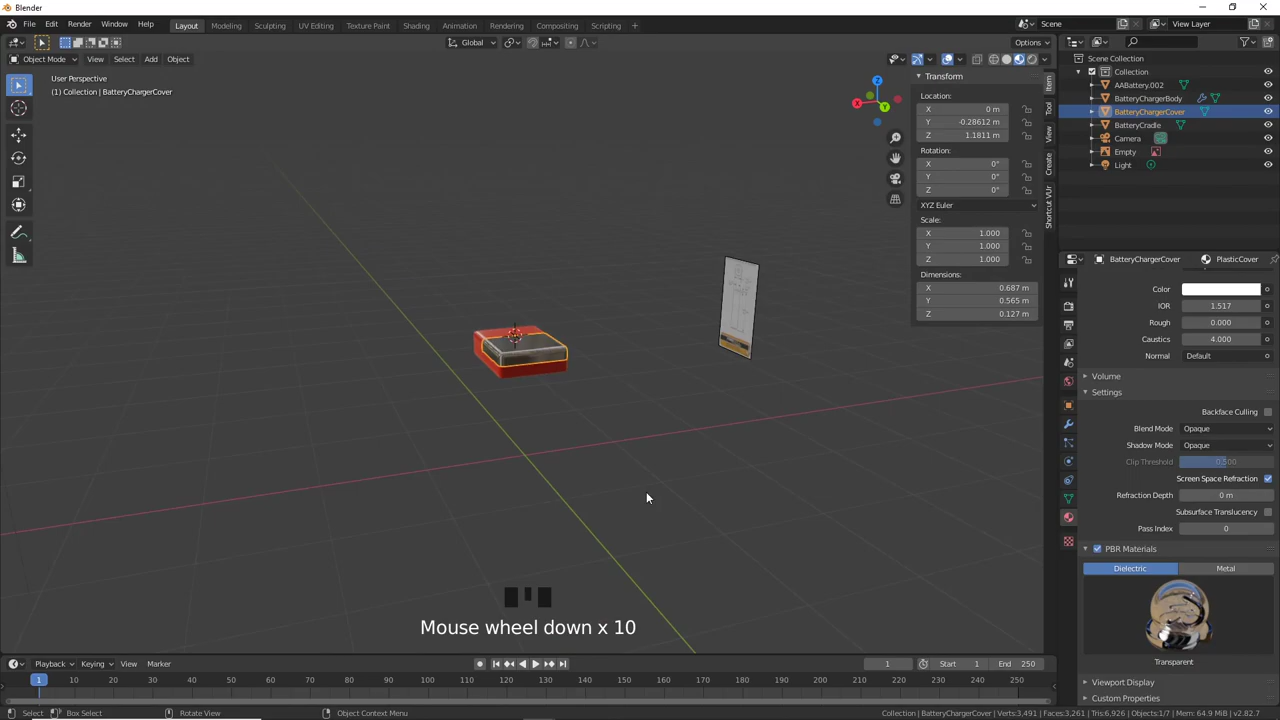 Blender
File Edit Render Window Help
Layout Modeling Sculpting UV Editing Texture Paint Shading Animation Rendering Compositing Scripting +
Scene
View Layer
Global
Options
Object Mode View Select Add Object
User Perspective
(1) Collection | BatteryChargerCover
X
Y
Z
Transform
Location:
X 0 m
Y -0.28612 m
Z 1.1811 m
Rotation:
X 0°
Y 0°
Z 0°
XYZ Euler
Scale:
X 1.000
Y 1.000
Z 1.000
Dimensions:
X 0.687 m
Y 0.565 m
Z 0.127 m
Item
Tool
View
Create
Shortcut VUr
Scene Collection
Collection
AABattery.002
BatteryChargerBody
BatteryChargerCover
BatteryCradle
Camera
Empty
Light
BatteryChargerCover PlasticCover
Color
IOR 1.517
Rough 0.000
Caustics 4.000
Normal Default
Volume
Settings
Backface Culling
Blend Mode Opaque
Shadow Mode Opaque
Clip Threshold 0.500
Screen Space Refraction
Refraction Depth 0 m
Subsurface Translucency
Pass Index 0
PBR Materials
Dielectric Metal
Transparent
Viewport Display
Custom Properties
Mouse wheel down x 10
Playback Keying View Marker
1 Start 1 End 250
1 10 20 30 40 50 60 70 80 90 100 110 120 130 140 150 160 170 180 190 200 210 220 230 240 250
Select Box Select Rotate View Object Context Menu
Collection | BatteryChargerCover | Verts:3,491 | Faces:3,261 | Tris:6,926 | Objects:1/7 | Mem: 64.9 MiB | v2.82.7